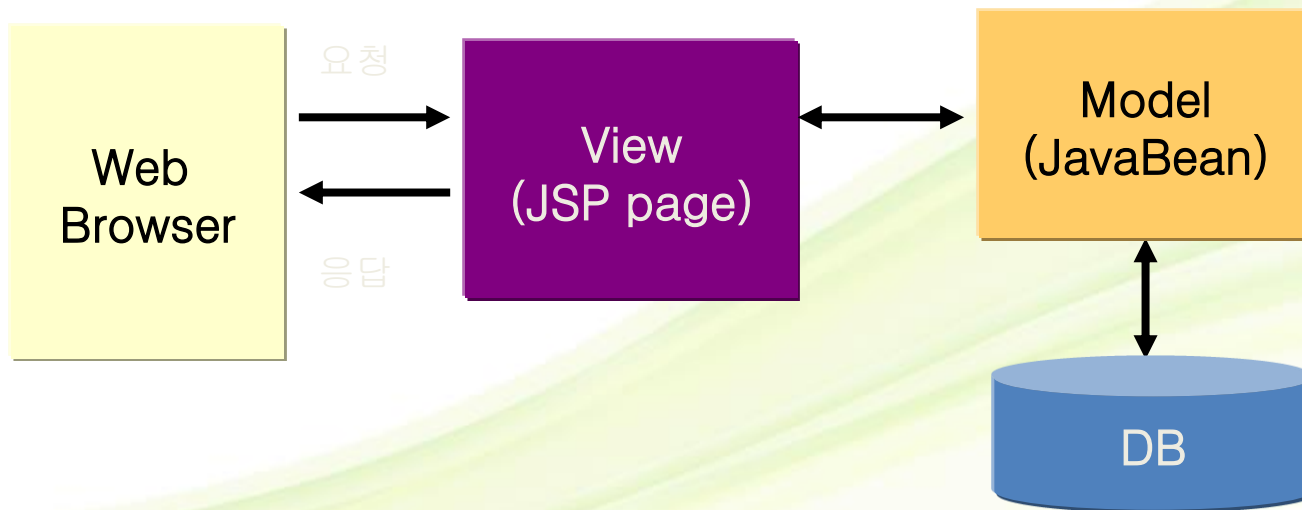 요청
Web
Browser
응답
View
(JSP page)
Model
(JavaBean)
DB